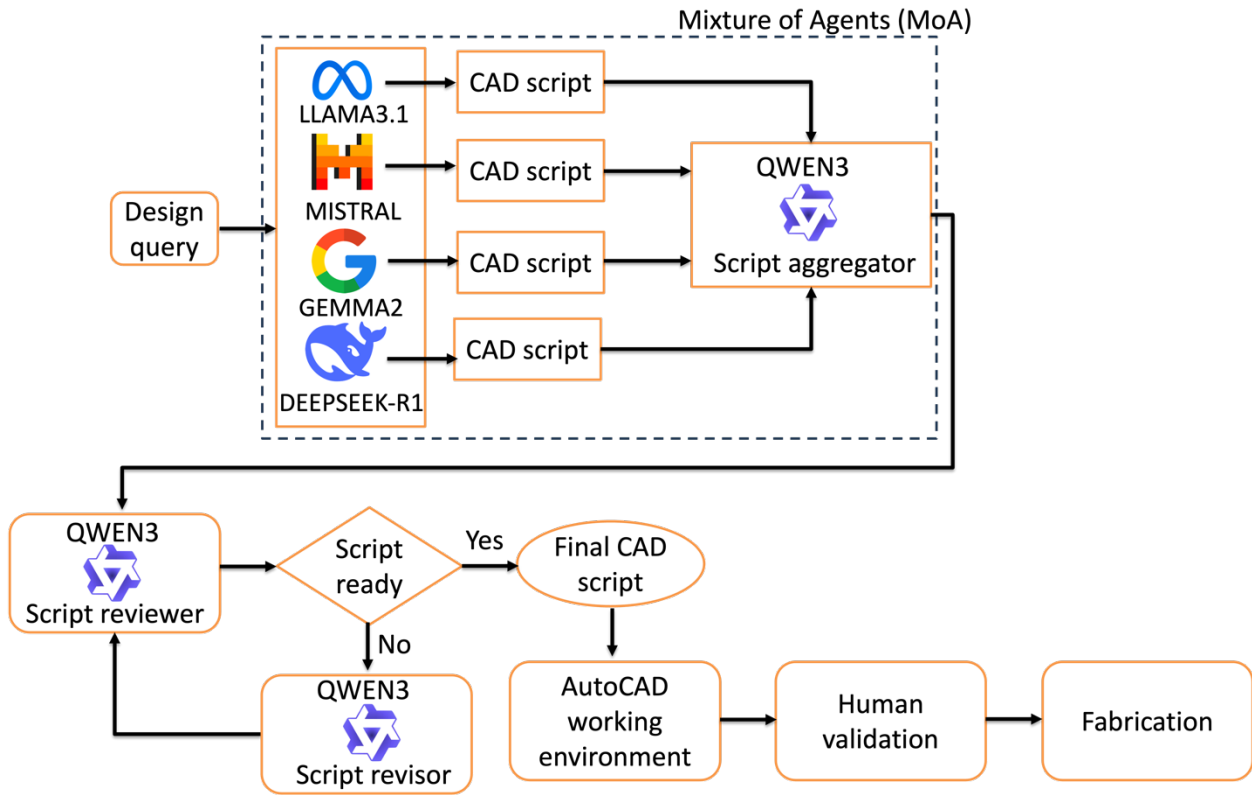 Mixture of Agents (MoA)
LLAMA3.1
CAD script
MISTRAL
CAD script
GEMMA2
CAD script
DEEPSEEK-R1
CAD script
Design
query
QWEN3
Script aggregator
QWEN3
Script reviewer
Script
ready
Yes
No
Final CAD
script
QWEN3
Script revisor
AutoCAD
working
environment
Human
validation
Fabrication